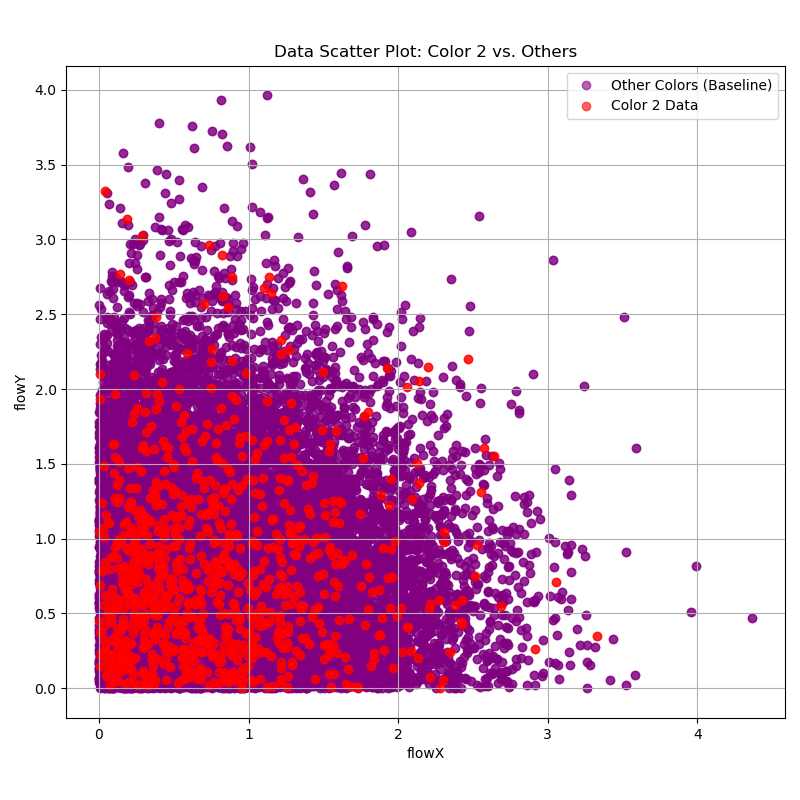 Data Scatter Plot: Color 2 vs. Others
Other Colors (Baseline)
Color 2 Data
4.0
3.5
3.0
2.5
2.0
1.5
1.0
0.5
0.0
flowY
0 1 2 3 4
flowX